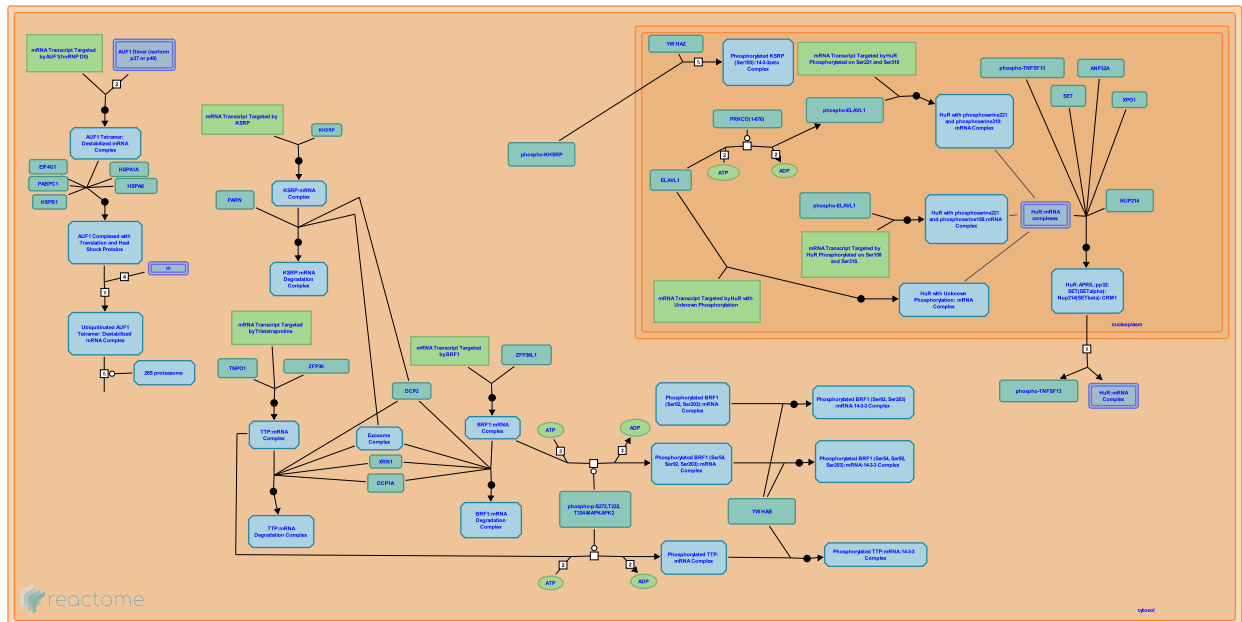 mRNA Transcript Targeted
by AUF1(hnRNP D0)
AUF1 Dimer (isoform
p37 or p40)
2
AUF1 Tetramer:
Destabilized mRNA
Complex
EIF4G1
HSPA1A
PABPC1
HSPA8
HSPB1
AUF1 Complexed with
Translation and Heat
Shock Proteins
4
Ub
Ubiquitinated AUF1
Tetramer: Destabilized
mRNA Complex
26S proteasome
mRNA Transcript Targeted by
KSRP
KHSRP
KSRP:mRNA
Complex
PARN
KSRP:mRNA
Degradation
Complex
mRNA Transcript Targeted
by Tristetraproline
TNPO1
ZFP36
TTP:mRNA
Complex
TTP:mRNA
Degradation Complex
DCP2
Exosome
Complex
XRN1
DCP1A
mRNA Transcript Targeted
by BRF1
ZFP36L1
BRF1:mRNA
Complex
BRF1:mRNA
Degradation
Complex
ATP
3
ADP
3
phospho-p-S272,T222,
T334-MAPKAPK2
ATP
2
ADP
2
Phosphorylated BRF1
(Ser92, Ser203):mRNA
Complex
Phosphorylated BRF1 (Ser54,
Ser92, Ser203):mRNA
Complex
Phosphorylated TTP:
mRNA Complex
YWHAB
Phosphorylated BRF1 (Ser92, Ser203)
:mRNA:14-3-3 Complex
Phosphorylated BRF1 (Ser54, Ser92,
Ser203):mRNA:14-3-3 Complex
Phosphorylated TTP:mRNA:14-3-3
Complex
phospho-KHSRP
YWHAZ
Phosphorylated KSRP
(Ser193):14-3-3zeta
Complex
mRNA Transcript Targeted by HuR
Phosphorylated on Ser221 and Ser318
PRKCD(1-676)
phospho-ELAVL1
2
ATP
2
ADP
ELAVL1
HuR with phosphoserine221
and phosphoserine318:
mRNA Complex
phospho-ELAVL1
mRNA Transcript Targeted by
HuR Phosphorylated on Ser158
and Ser318.
HuR with phosphoserine221
and phosphoserine158:mRNA
Complex
mRNA Transcript Targeted by HuR with
Unknown Phosphorylation
HuR with Unknown
Phosphorylation: mRNA
Complex
HuR:mRNA
complexes
phospho-TNFSF13
ANP32A
SET
XPO1
NUP214
HuR:APRIL:pp32:
SET(SETalpha):
Nup214(SETbeta):CRM1
nucleoplasm
phospho-TNFSF13
HuR:mRNA
Complex
reactome
cytosol